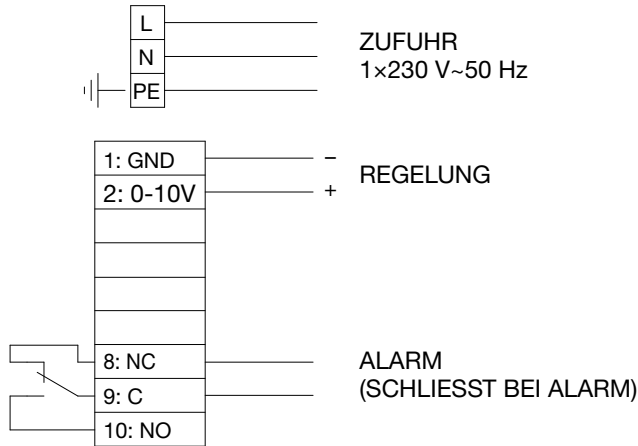 L
N
PE
ZUFUHR
1×230 V~50 Hz
1: GND
2: 0-10V
−
+
REGELUNG
8: NC
9: C
10: NO
ALARM
(SCHLIESST BEI ALARM)